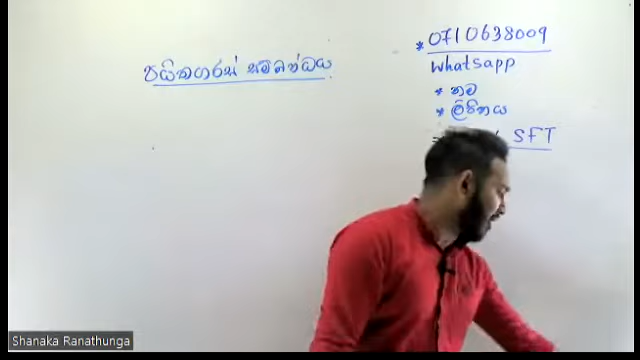 පයිතගරස් සම්බන්ධය
* 0710638009
whatsapp
* නම
* ලිපිනය
SFT
Shanaka Ranathunga